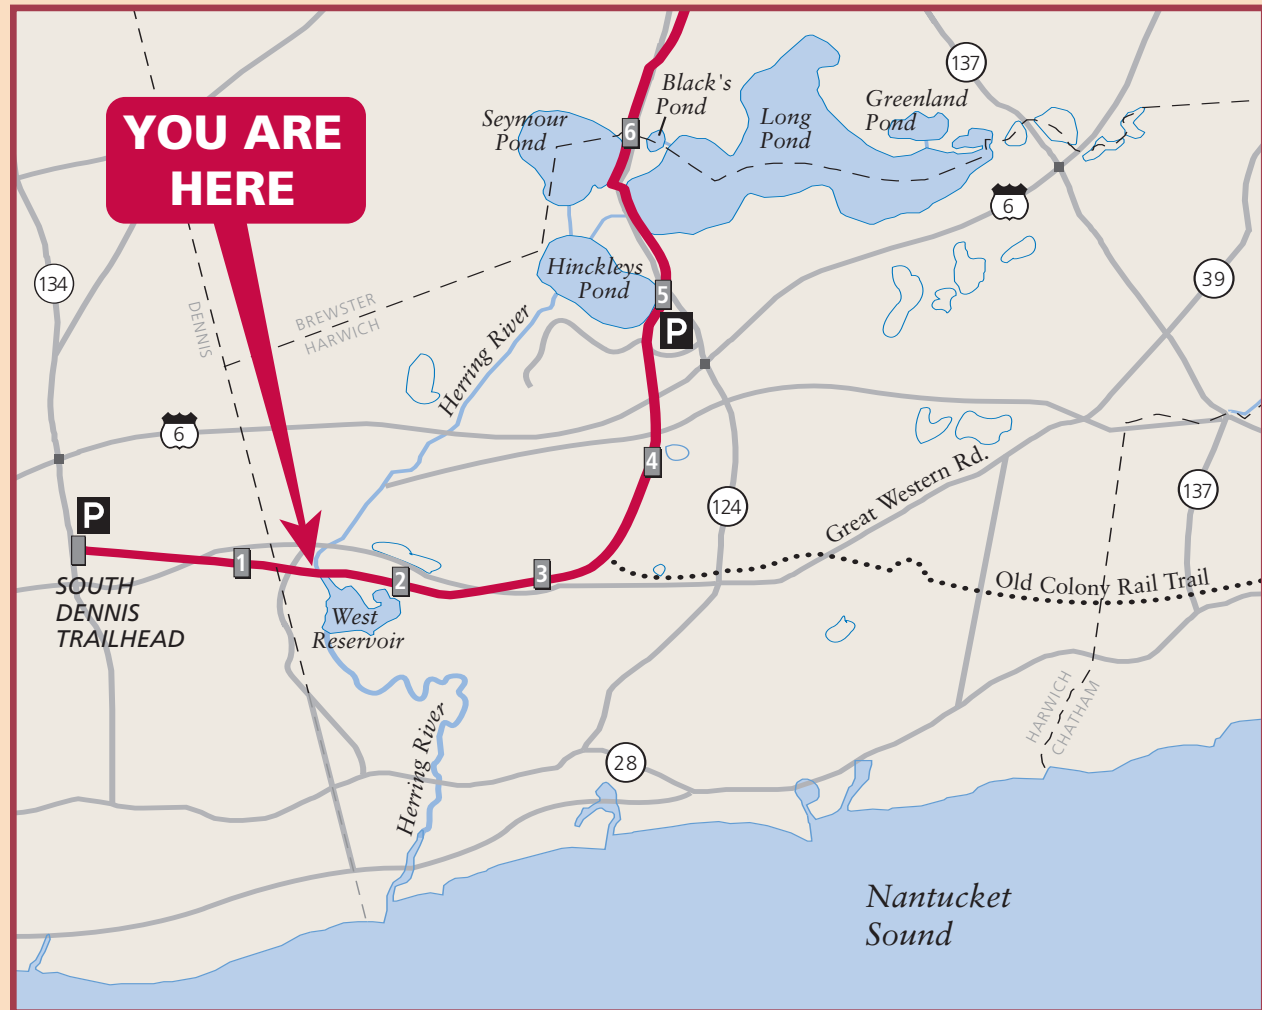 137
Black's
Pond
Seymour
Pond
Long
Pond
Greenland
Pond
6
YOU ARE
HERE
6
134
39
Hinckleys
Pond
5
P
DENNIS
BREWSTER
HARWICH
Herring River
6
4
Great Western Rd.
137
124
P
1
2
3
SOUTH
DENNIS
TRAILHEAD
Old Colony Rail Trail
West
Reservoir
HARWICH
CHATHAM
Herring River
28
Nantucket
Sound